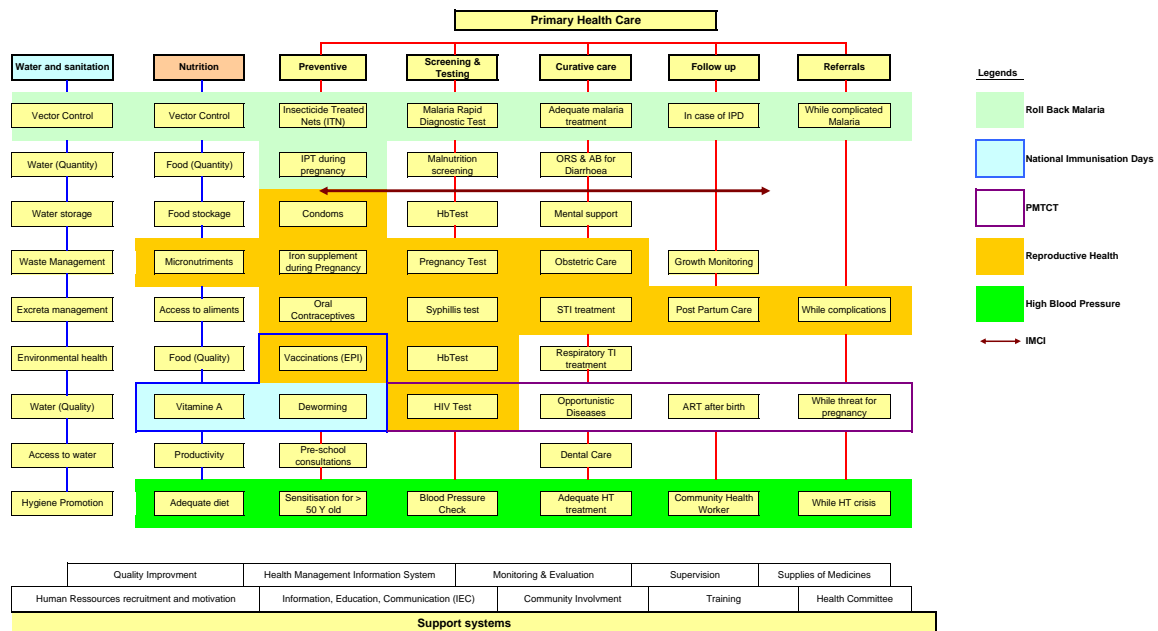 Primary Health Care
Water and sanitation
Nutrition
Preventive
Screening &
Testing
Curative care
Follow up
Referrals
Legends
Vector Control
Vector Control
Insecticide Treated
Nets (ITN)
Malaria Rapid
Diagnostic Test
Adequate malaria
treatment
In case of IPD
While complicated
Malaria
Roll Back Malaria
Water (Quantity)
Food (Quantity)
IPT during
pregnancy
Malnutrition
screening
ORS & AB for
Diarrhoea
National Immunisation Days
Water storage
Food stockage
Condoms
HbTest
Mental support
PMTCT
Waste Management
Micronutriments
Iron supplement
during Pregnancy
Pregnancy Test
Obstetric Care
Growth Monitoring
Reproductive Health
Excreta management
Access to aliments
Oral
Contraceptives
Syphillis test
STI treatment
Post Partum Care
While complications
High Blood Pressure
Environmental health
Food (Quality)
Vaccinations (EPI)
HbTest
Respiratory TI
treatment
IMCI
Water (Quality)
Vitamine A
Deworming
HIV Test
Opportunistic
Diseases
ART after birth
While threat for
pregnancy
Access to water
Productivity
Pre-school
consultations
Dental Care
Hygiene Promotion
Adequate diet
Sensitisation for >
50 Y old
Blood Pressure
Check
Adequate HT
treatment
Community Health
Worker
While HT crisis
Quality Improvment
Health Management Information System
Monitoring & Evaluation
Supervision
Supplies of Medicines
Human Ressources recruitment and motivation
Information, Education, Communication (IEC)
Community Involvment
Training
Health Committee
Support systems